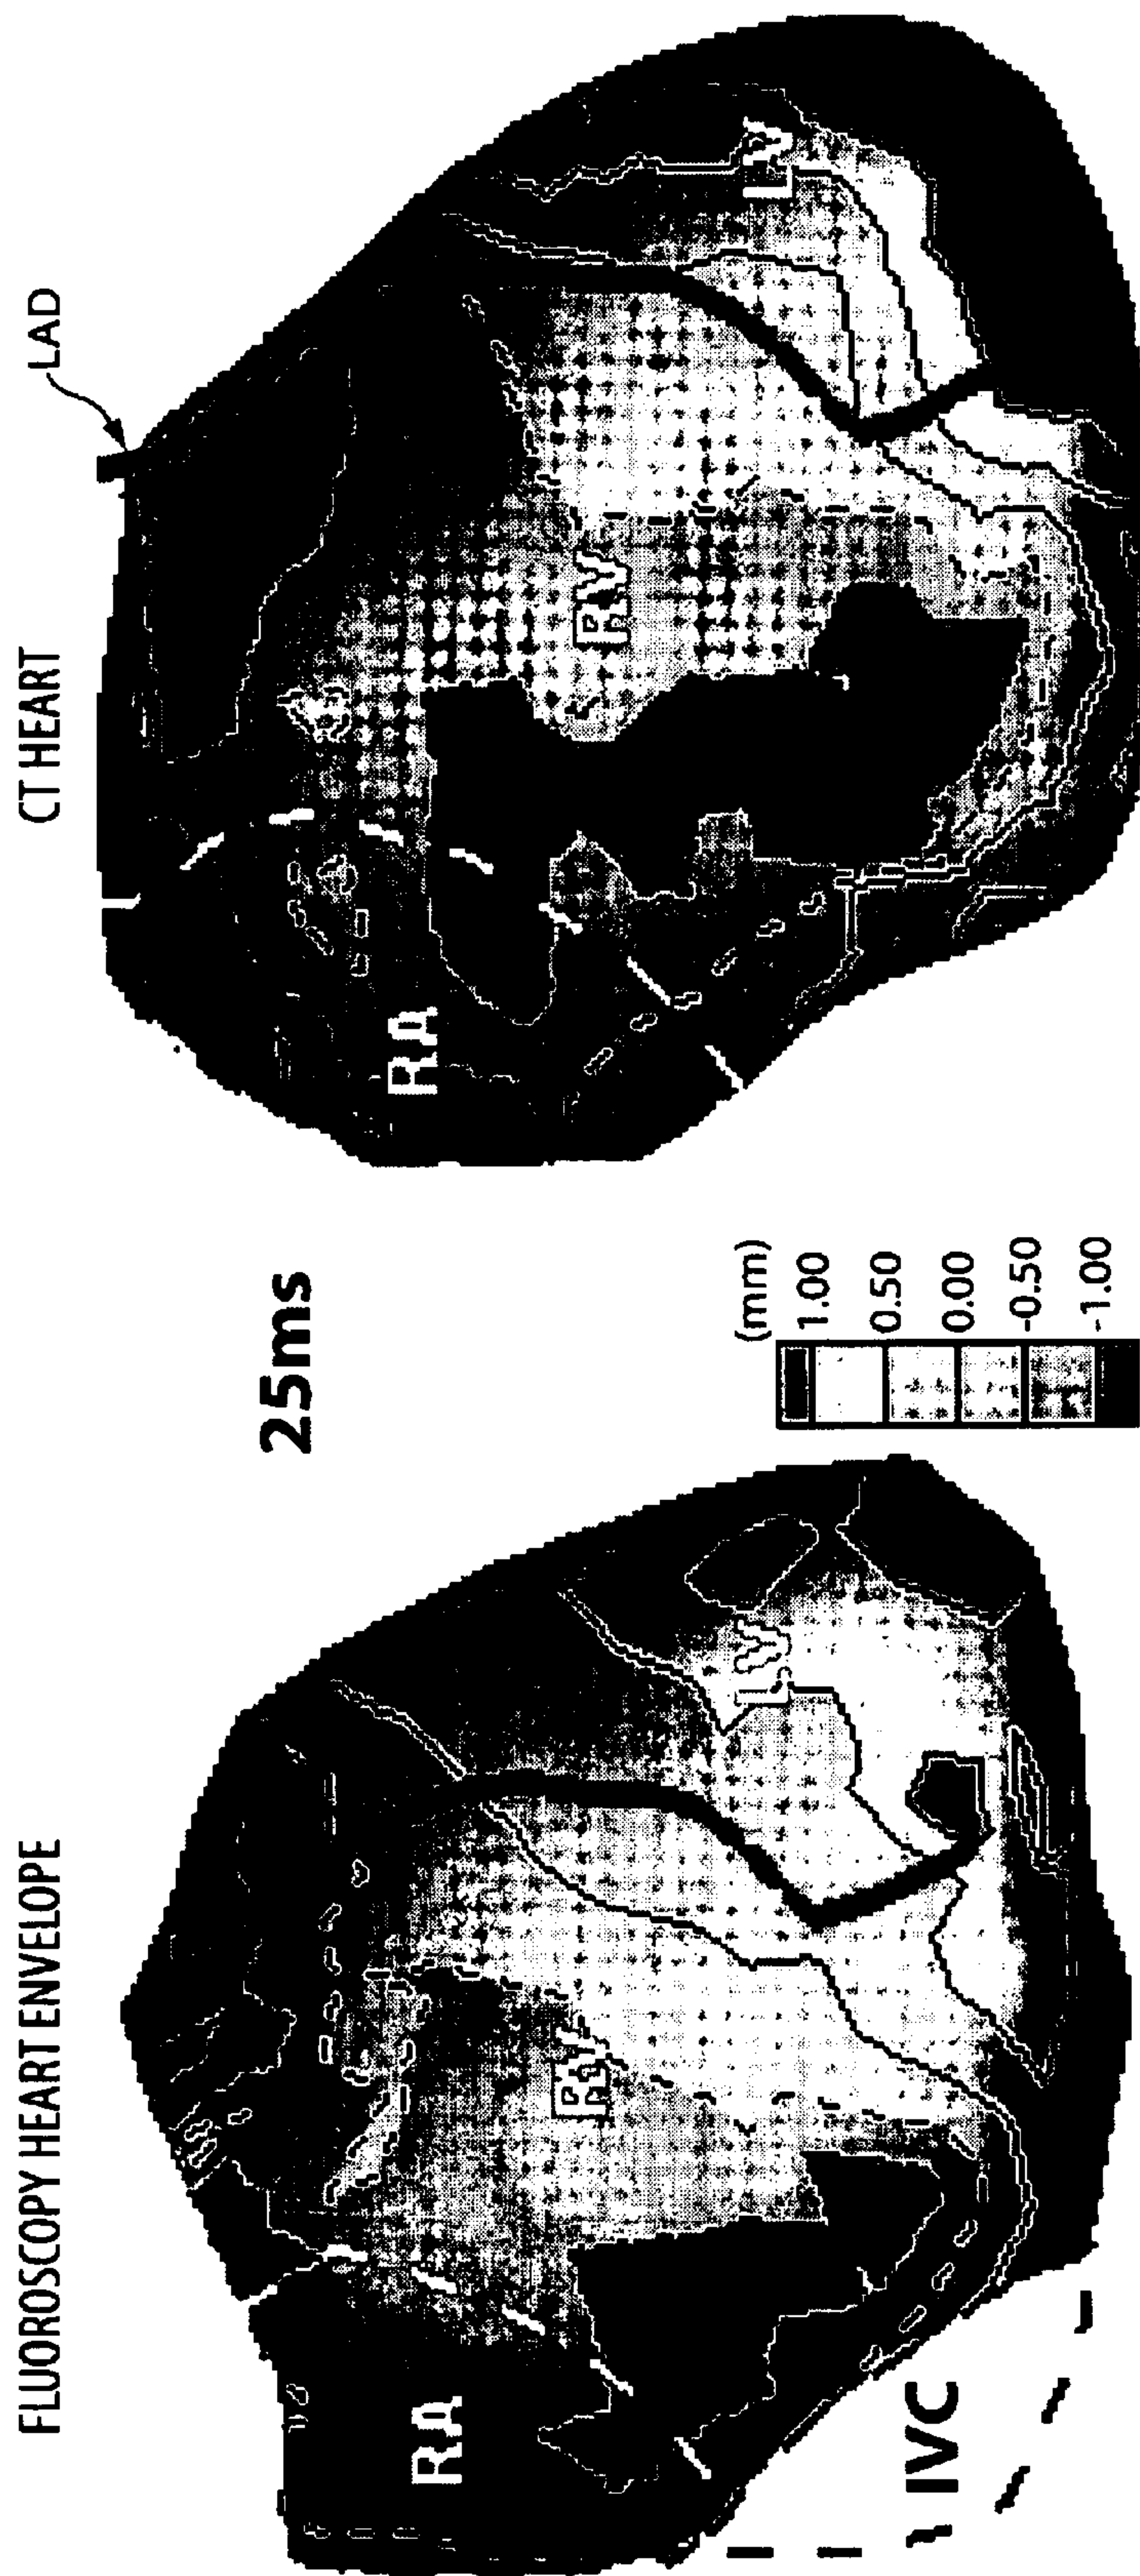 FLUOROSCOPY HEART ENVELOPE
CT HEART
25ms
LAD
RA
RV
LV
IVC
(mm)
1.00
0.50
0.00
-0.50
-1.00
RA
RV
LV